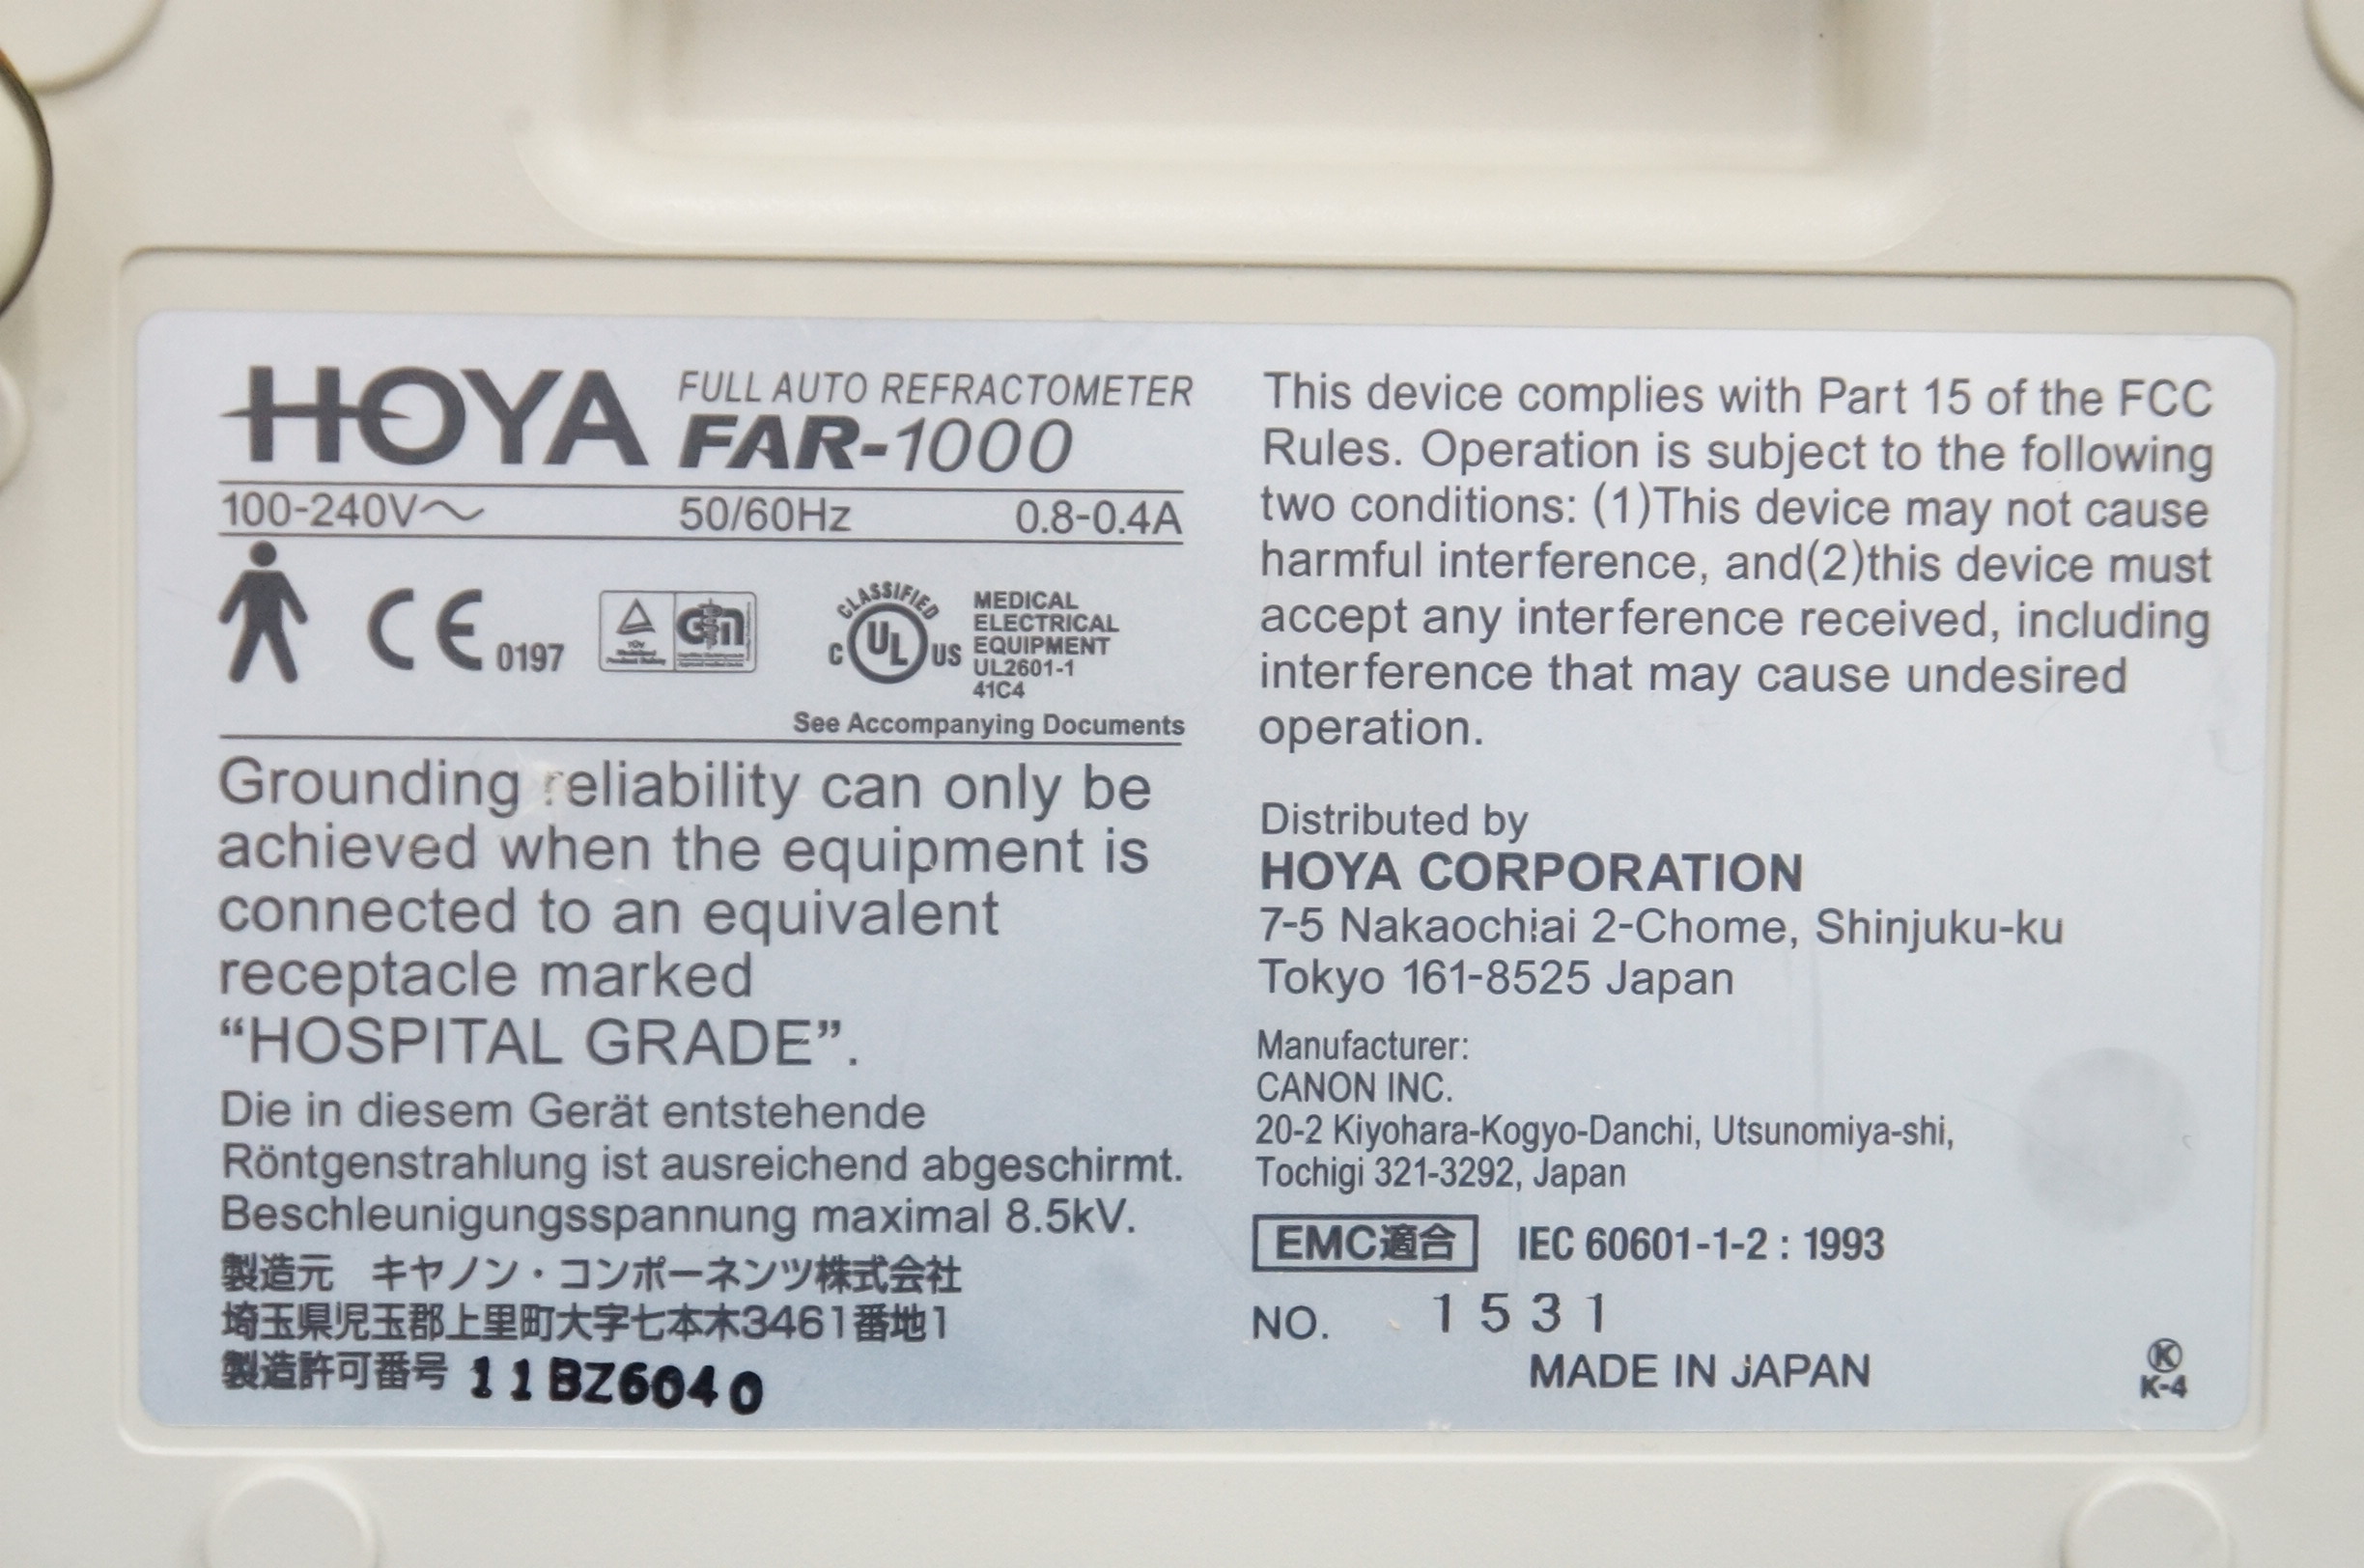 HOYA FULL AUTO REFRACTOMETER
FAR-1000
100-240V～ 50/60Hz 0.8-0.4A
CE 0197
TÜV
Product Safety
CLASSIFIED
C UL US
MEDICAL
ELECTRICAL
EQUIPMENT
UL2601-1
41C4
See Accompanying Documents
Grounding reliability can only be
achieved when the equipment is
connected to an equivalent
receptacle marked
“HOSPITAL GRADE”.
Die in diesem Gerät entstehende
Röntgenstrahlung ist ausreichend abgeschirmt.
Beschleunigungsspannung maximal 8.5kV.
製造元　キヤノン・コンポーネンツ株式会社
埼玉県児玉郡上里町大字七本木3461番地1
製造許可番号 11BZ6040
This device complies with Part 15 of the FCC
Rules. Operation is subject to the following
two conditions: (1)This device may not cause
harmful interference, and(2)this device must
accept any interference received, including
interference that may cause undesired
operation.
Distributed by
HOYA CORPORATION
7-5 Nakaochiai 2-Chome, Shinjuku-ku
Tokyo 161-8525 Japan
Manufacturer:
CANON INC.
20-2 Kiyohara-Kogyo-Danchi, Utsunomiya-shi,
Tochigi 321-3292, Japan
EMC適合 IEC 60601-1-2 : 1993
NO. 1531
MADE IN JAPAN
K
K-4